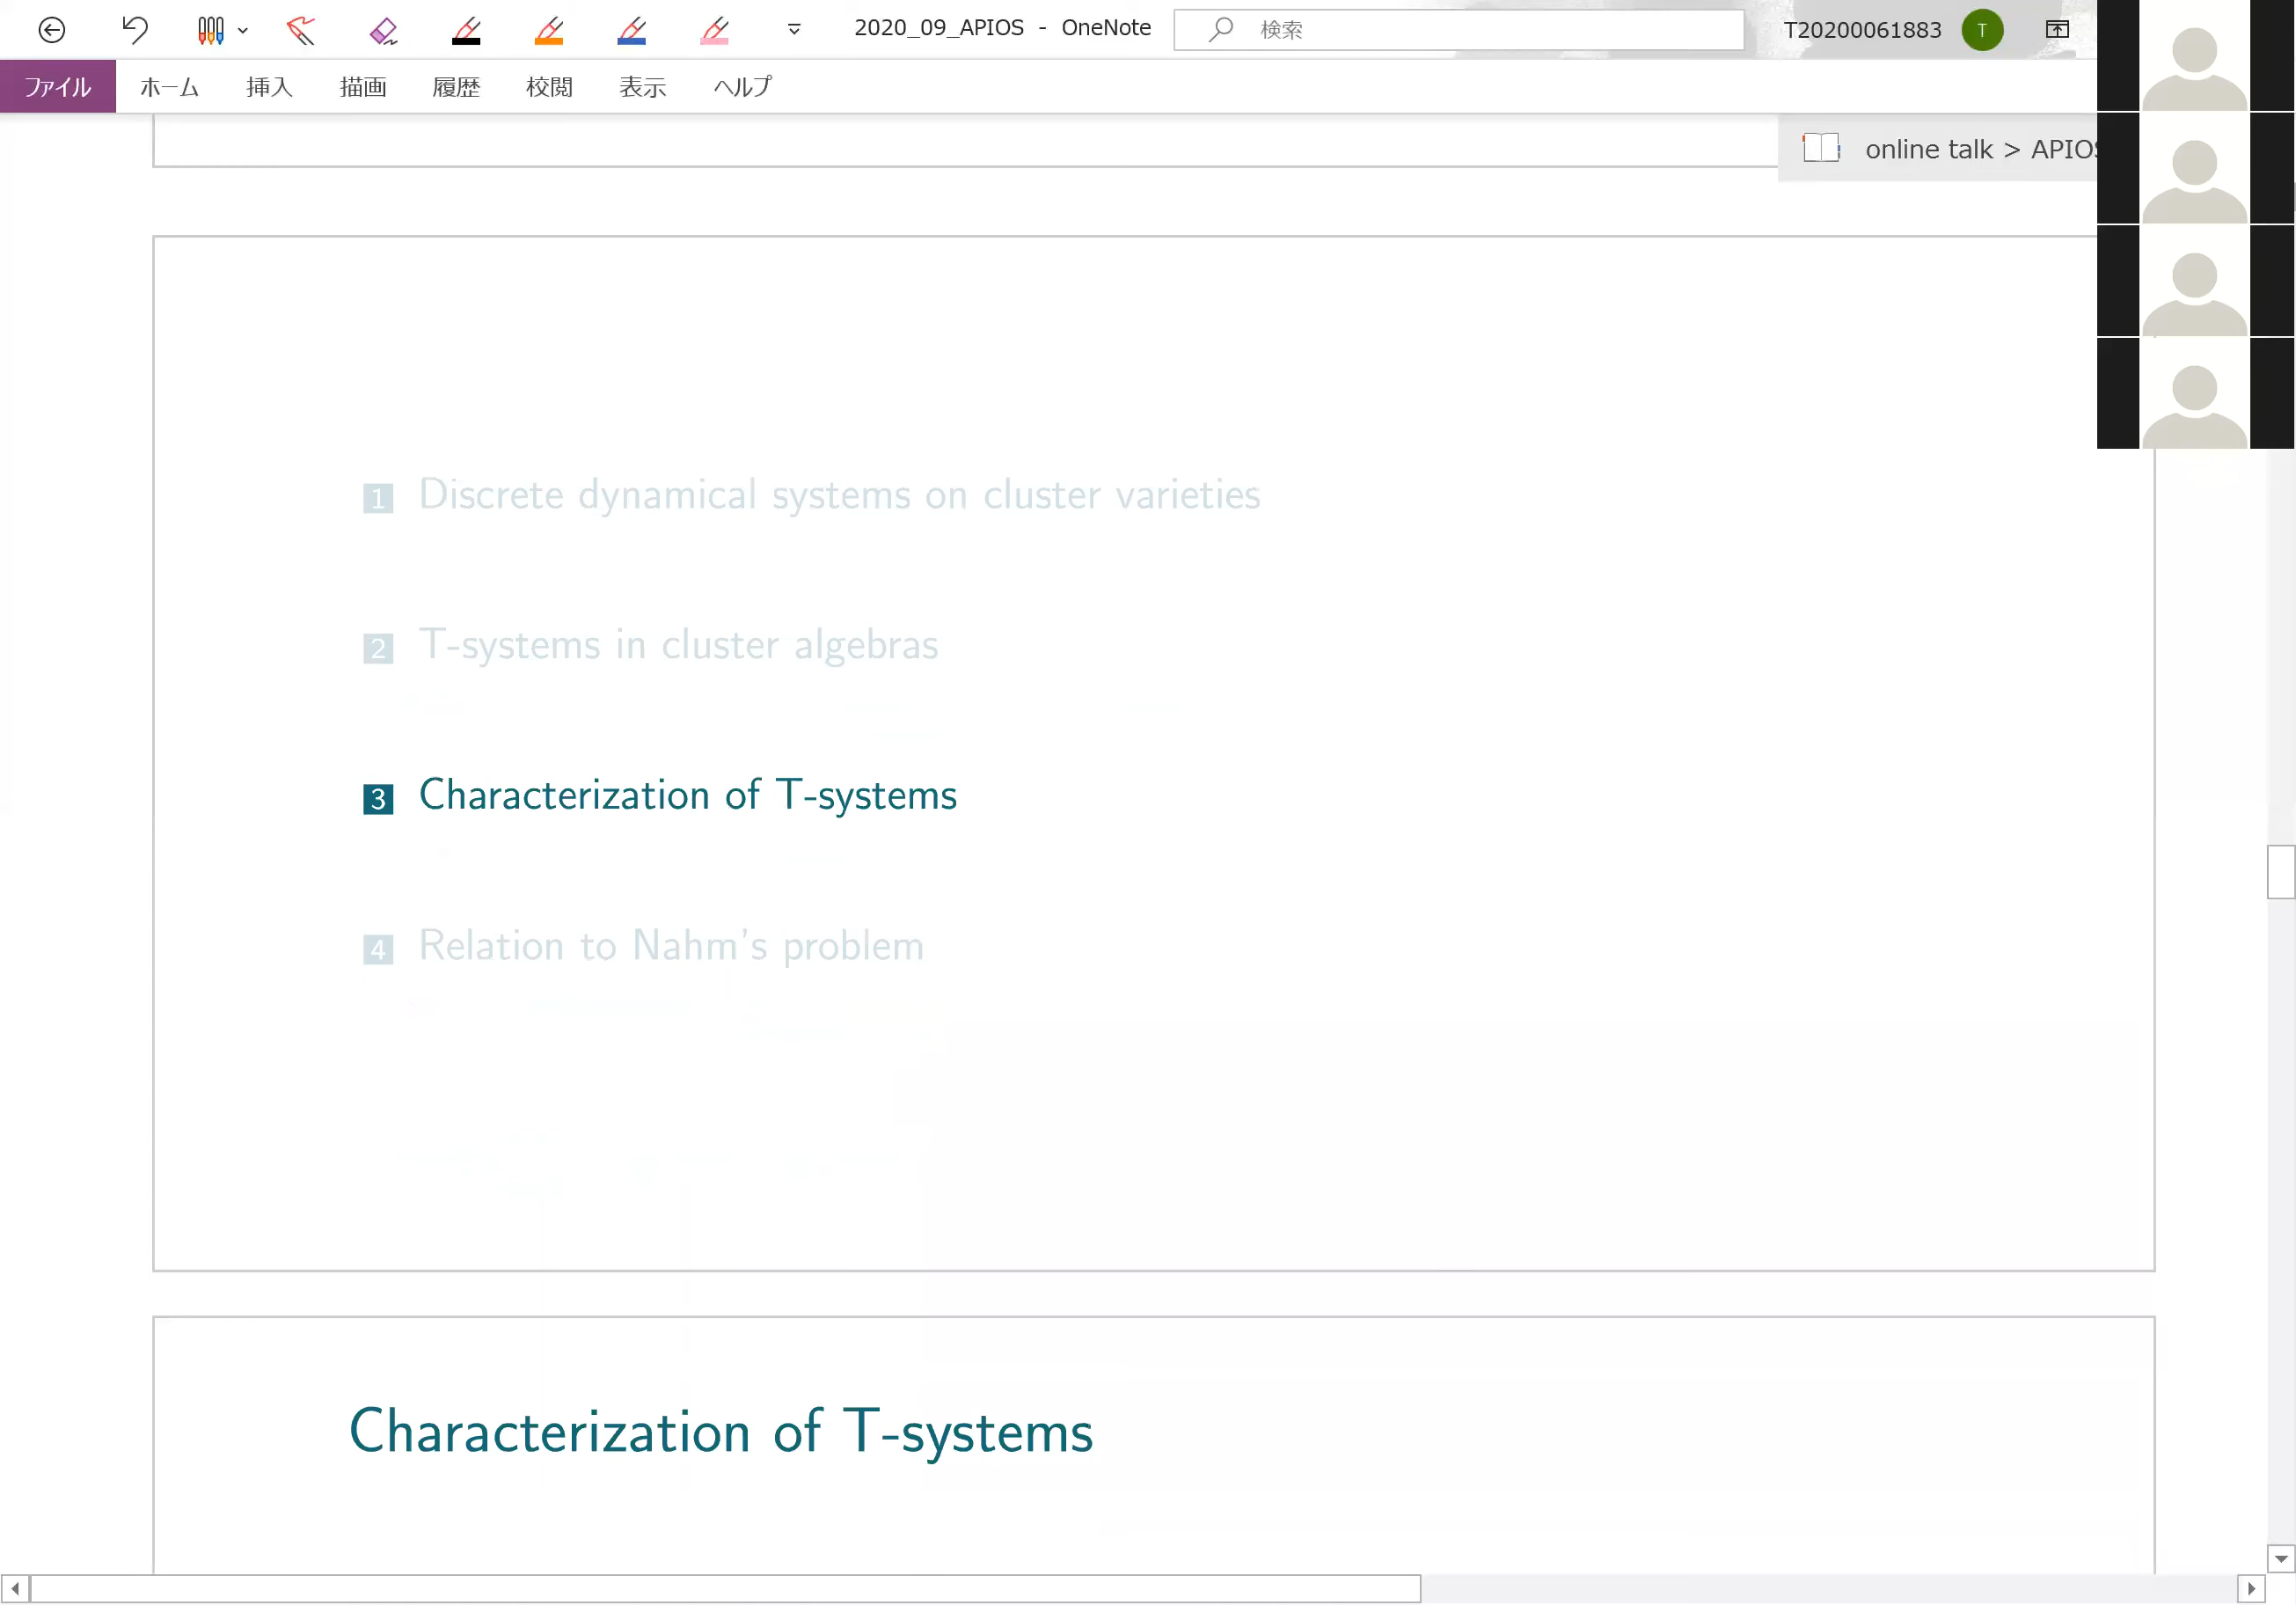 2020_09_APIOS - OneNote
検索
T20200061883
T
ファイル ホーム 挿入 描画 履歴 校閲 表示 ヘルプ
online talk > APIOS
1 Discrete dynamical systems on cluster varieties
2 T-systems in cluster algebras
3 Characterization of T-systems
4 Relation to Nahm's problem
Characterization of T-systems